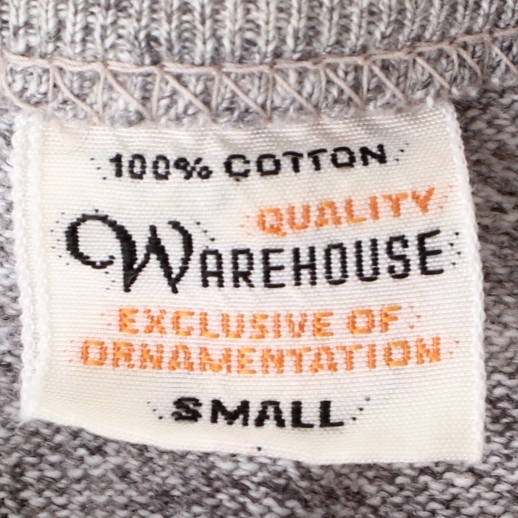 100% COTTON
QUALITY
WAREHOUSE
EXCLUSIVE OF
ORNAMENTATION
SMALL